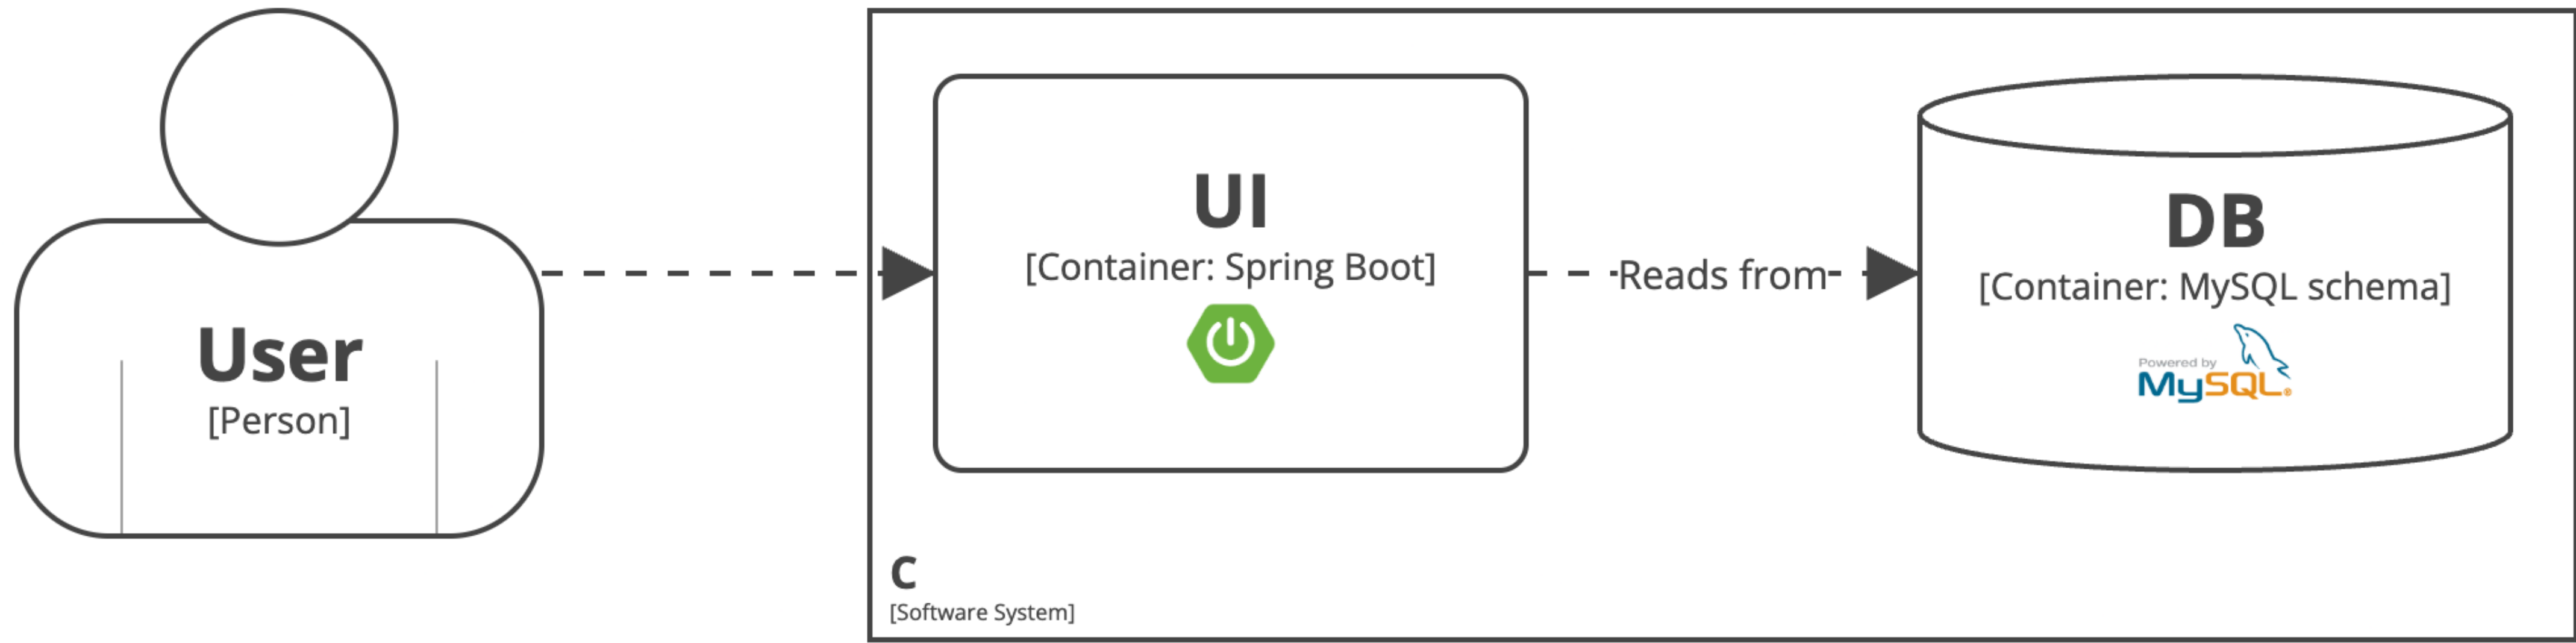 User
[Person]
UI
[Container: Spring Boot]
Reads from
DB
[Container: MySQL schema]
Powered by
MySQL®
C
[Software System]